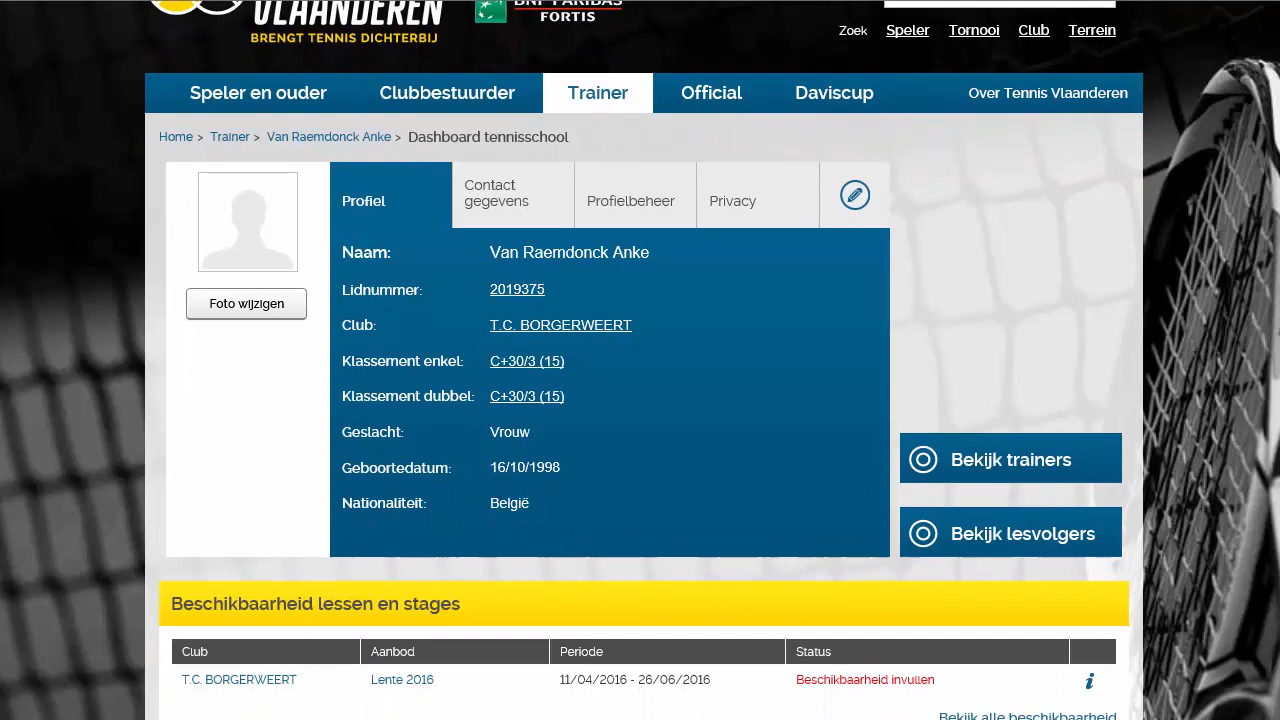 VLAANDEREN
BRENGT TENNIS DICHTERBIJ
BNP PARIBAS
FORTIS
Zoek Speler Tornooi Club Terrein
Speler en ouder Clubbestuurder Trainer Official Daviscup Over Tennis Vlaanderen
Home > Trainer > Van Raemdonck Anke > Dashboard tennisschool
Profiel
Contact
gegevens
Profielbeheer
Privacy
Foto wijzigen
Naam: Van Raemdonck Anke
Lidnummer: 2019375
Club: T.C. BORGERWEERT
Klassement enkel: C+30/3 (15)
Klassement dubbel: C+30/3 (15)
Geslacht: Vrouw
Geboortedatum: 16/10/1998
Nationaliteit: België
Bekijk trainers
Bekijk lesvolgers
Beschikbaarheid lessen en stages
Club Aanbod Periode Status
T.C. BORGERWEERT Lente 2016 11/04/2016 - 26/06/2016 Beschikbaarheid invullen i
Bekijk alle beschikbaarheid